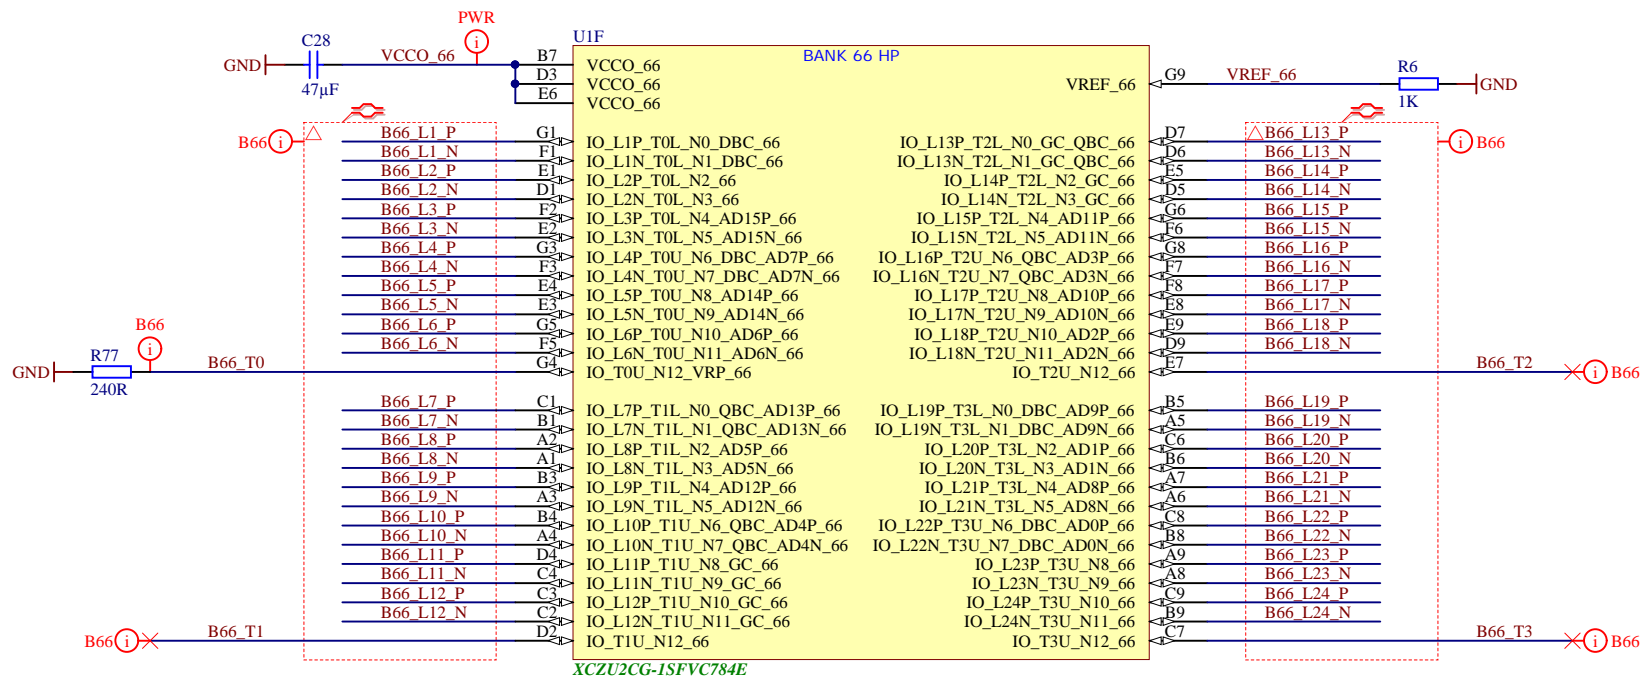 PWR
U1F
C28
GND
VCCO_66
47µF
BANK 66 HP
B7 VCCO_66
D3 VCCO_66
E6 VCCO_66
VREF_66 G9 VREF_66
R6
1K
GND
B66
B66
B66_L1_P G1 IO_L1P_T0L_N0_DBC_66
B66_L1_N F1 IO_L1N_T0L_N1_DBC_66
B66_L2_P E1 IO_L2P_T0L_N2_66
B66_L2_N D1 IO_L2N_T0L_N3_66
B66_L3_P F2 IO_L3P_T0L_N4_AD15P_66
B66_L3_N E2 IO_L3N_T0L_N5_AD15N_66
B66_L4_P G3 IO_L4P_T0U_N6_DBC_AD7P_66
B66_L4_N F3 IO_L4N_T0U_N7_DBC_AD7N_66
B66_L5_P E4 IO_L5P_T0U_N8_AD14P_66
B66_L5_N E3 IO_L5N_T0U_N9_AD14N_66
B66_L6_P G5 IO_L6P_T0U_N10_AD6P_66
B66_L6_N F5 IO_L6N_T0U_N11_AD6N_66
B66
R77
GND
240R
B66_T0 G4 IO_T0U_N12_VRP_66
B66_L7_P C1 IO_L7P_T1L_N0_QBC_AD13P_66
B66_L7_N B1 IO_L7N_T1L_N1_QBC_AD13N_66
B66_L8_P A2 IO_L8P_T1L_N2_AD5P_66
B66_L8_N A1 IO_L8N_T1L_N3_AD5N_66
B66_L9_P B3 IO_L9P_T1L_N4_AD12P_66
B66_L9_N A3 IO_L9N_T1L_N5_AD12N_66
B66_L10_P B4 IO_L10P_T1U_N6_QBC_AD4P_66
B66_L10_N A4 IO_L10N_T1U_N7_QBC_AD4N_66
B66_L11_P D4 IO_L11P_T1U_N8_GC_66
B66_L11_N C4 IO_L11N_T1U_N9_GC_66
B66_L12_P C3 IO_L12P_T1U_N10_GC_66
B66_L12_N C2 IO_L12N_T1U_N11_GC_66
B66 B66_T1 D2 IO_T1U_N12_66
IO_L13P_T2L_N0_GC_QBC_66 D7 B66_L13_P
IO_L13N_T2L_N1_GC_QBC_66 D6 B66_L13_N
IO_L14P_T2L_N2_GC_66 E5 B66_L14_P
IO_L14N_T2L_N3_GC_66 D5 B66_L14_N
IO_L15P_T2L_N4_AD11P_66 G6 B66_L15_P
IO_L15N_T2L_N5_AD11N_66 F6 B66_L15_N
IO_L16P_T2U_N6_QBC_AD3P_66 G8 B66_L16_P
IO_L16N_T2U_N7_QBC_AD3N_66 F7 B66_L16_N
IO_L17P_T2U_N8_AD10P_66 F8 B66_L17_P
IO_L17N_T2U_N9_AD10N_66 E8 B66_L17_N
IO_L18P_T2U_N10_AD2P_66 E9 B66_L18_P
IO_L18N_T2U_N11_AD2N_66 D9 B66_L18_N
IO_T2U_N12_66 E7 B66_T2 B66
IO_L19P_T3L_N0_DBC_AD9P_66 B5 B66_L19_P
IO_L19N_T3L_N1_DBC_AD9N_66 A5 B66_L19_N
IO_L20P_T3L_N2_AD1P_66 C6 B66_L20_P
IO_L20N_T3L_N3_AD1N_66 B6 B66_L20_N
IO_L21P_T3L_N4_AD8P_66 A7 B66_L21_P
IO_L21N_T3L_N5_AD8N_66 A6 B66_L21_N
IO_L22P_T3U_N6_DBC_AD0P_66 C8 B66_L22_P
IO_L22N_T3U_N7_DBC_AD0N_66 B8 B66_L22_N
IO_L23P_T3U_N8_66 A9 B66_L23_P
IO_L23N_T3U_N9_66 A8 B66_L23_N
IO_L24P_T3U_N10_66 C9 B66_L24_P
IO_L24N_T3U_N11_66 B9 B66_L24_N
IO_T3U_N12_66 C7 B66_T3 B66
XCZU2CG-1SFVC784E